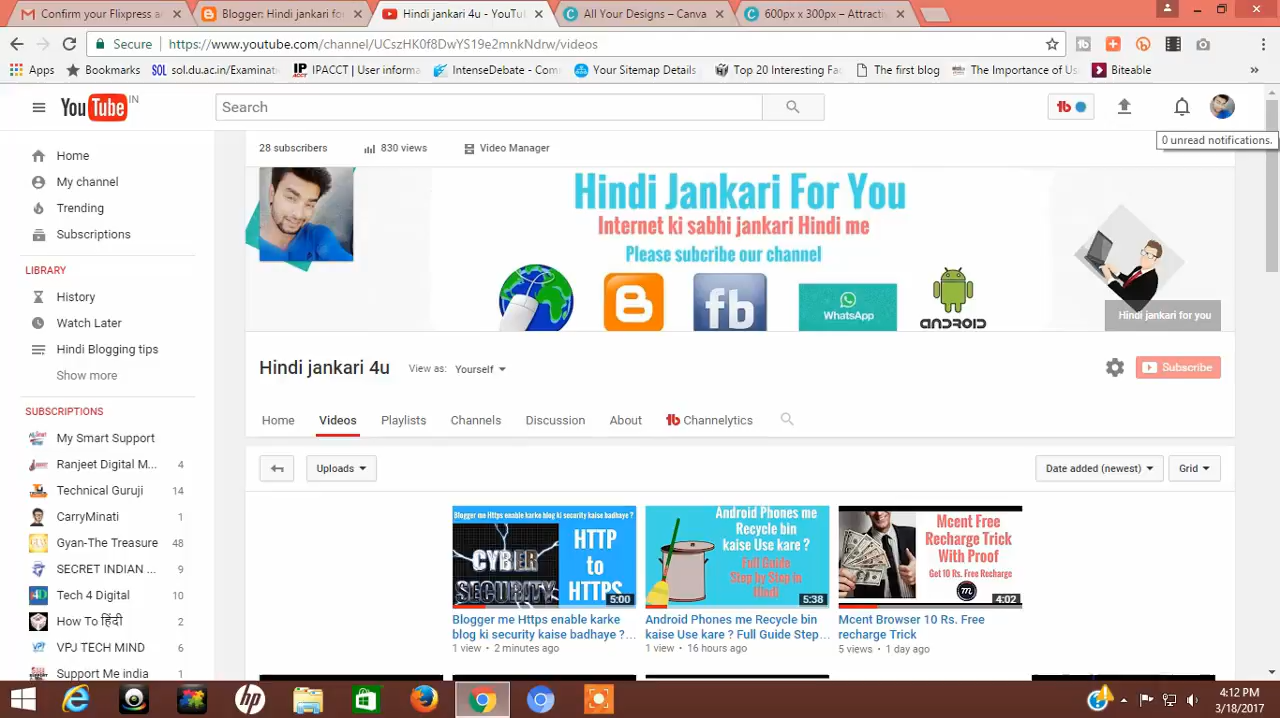 Confirm your Flixpress ar
Blogger: Hindi jankari for
Hindi jankari 4u - YouTu
All Your Designs – Canva
600px x 300px – Attracti
Secure
https://www.youtube.com/channel/UCszHK0f8DwYS19e2mnkNdrw/videos
Apps
Bookmarks
SOL sol.du.ac.in/Examinat
IP IPACCT | User informa
IntenseDebate - Com
Your Sitemap Details
Top 20 Interesting Fa
The first blog
The Importance of Us
Biteable
»
YouTube IN
Search
0 unread notifications.
28 subscribers
830 views
Video Manager
Home
My channel
Trending
Subscriptions
LIBRARY
History
Watch Later
Hindi Blogging tips
Show more
SUBSCRIPTIONS
My Smart Support
Ranjeet Digital M... 4
Technical Guruji 14
CarryMinati 1
Gyan-The Treasure 48
SECRET INDIAN ... 9
Tech 4 Digital 10
How To हिंदी 2
VPJ TECH MIND 6
Support Me india 3
Hindi Jankari For You
Internet ki sabhi jankari Hindi me
Please subcribe our channel
B
fb
WhatsApp
ANDROID
Hindi jankari for you
Hindi jankari 4u
View as: Yourself
Subscribe
Home
Videos
Playlists
Channels
Discussion
About
Channelytics
Uploads
Date added (newest)
Grid
Blogger me Https enable karke blog ki security kaise badhaye ?
CYBER
SECURITY
HTTP
to
HTTPS
5:00
Blogger me Https enable karke
blog ki security kaise badhaye ?...
1 view • 2 minutes ago
Android Phones me
Recycle bin
kaise Use kare ?
Full Guide
Step by Step in
Hindi
5:38
Android Phones me Recycle bin
kaise Use kare ? Full Guide Step...
1 view • 16 hours ago
Mcent Free
Recharge Trick
With Proof
Got 10 Rs. Free Recharge
m
4:02
Mcent Browser 10 Rs. Free
recharge Trick
5 views • 1 day ago
4:12 PM
3/18/2017